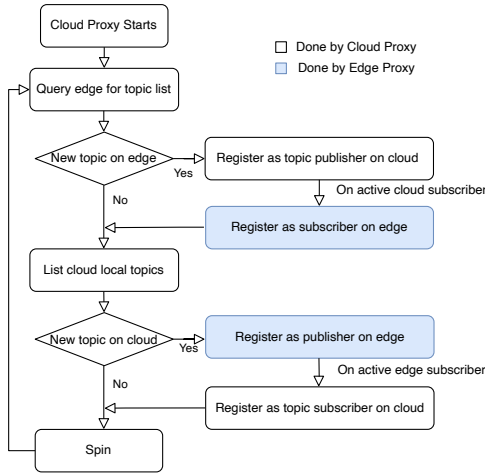 Cloud Proxy Starts
Done by Cloud Proxy
Done by Edge Proxy
Query edge for topic list
New topic on edge
Yes
Register as topic publisher on cloud
On active cloud subscriber
No
Register as subscriber on edge
List cloud local topics
New topic on cloud
Yes
Register as publisher on edge
On active edge subscriber
No
Register as topic subscriber on cloud
Spin